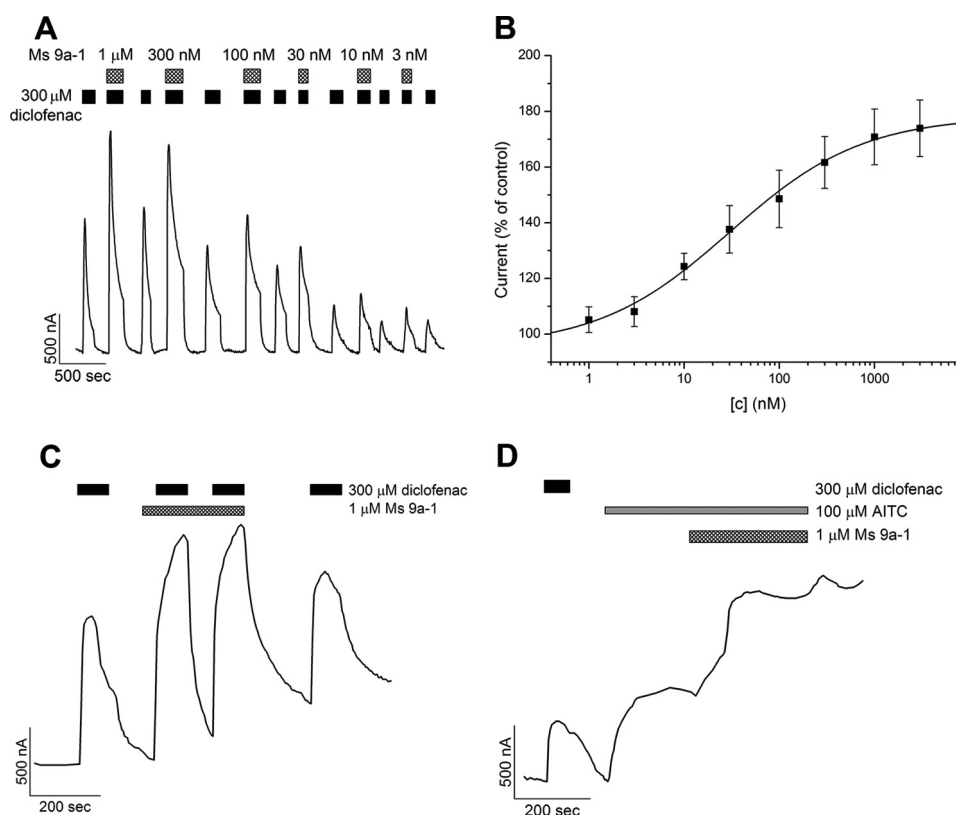 A
Ms 9a-1 1 μM 300 nM 100 nM 30 nM 10 nM 3 nM
300 μM
diclofenac
500 nA
500 sec
B
Current (% of control)
200
180
160
140
120
100
1 10 100 1000
[c] (nM)
C
300 μM diclofenac
1 μM Ms 9a-1
500 nA
200 sec
D
300 μM diclofenac
100 μM AITC
1 μM Ms 9a-1
500 nA
200 sec